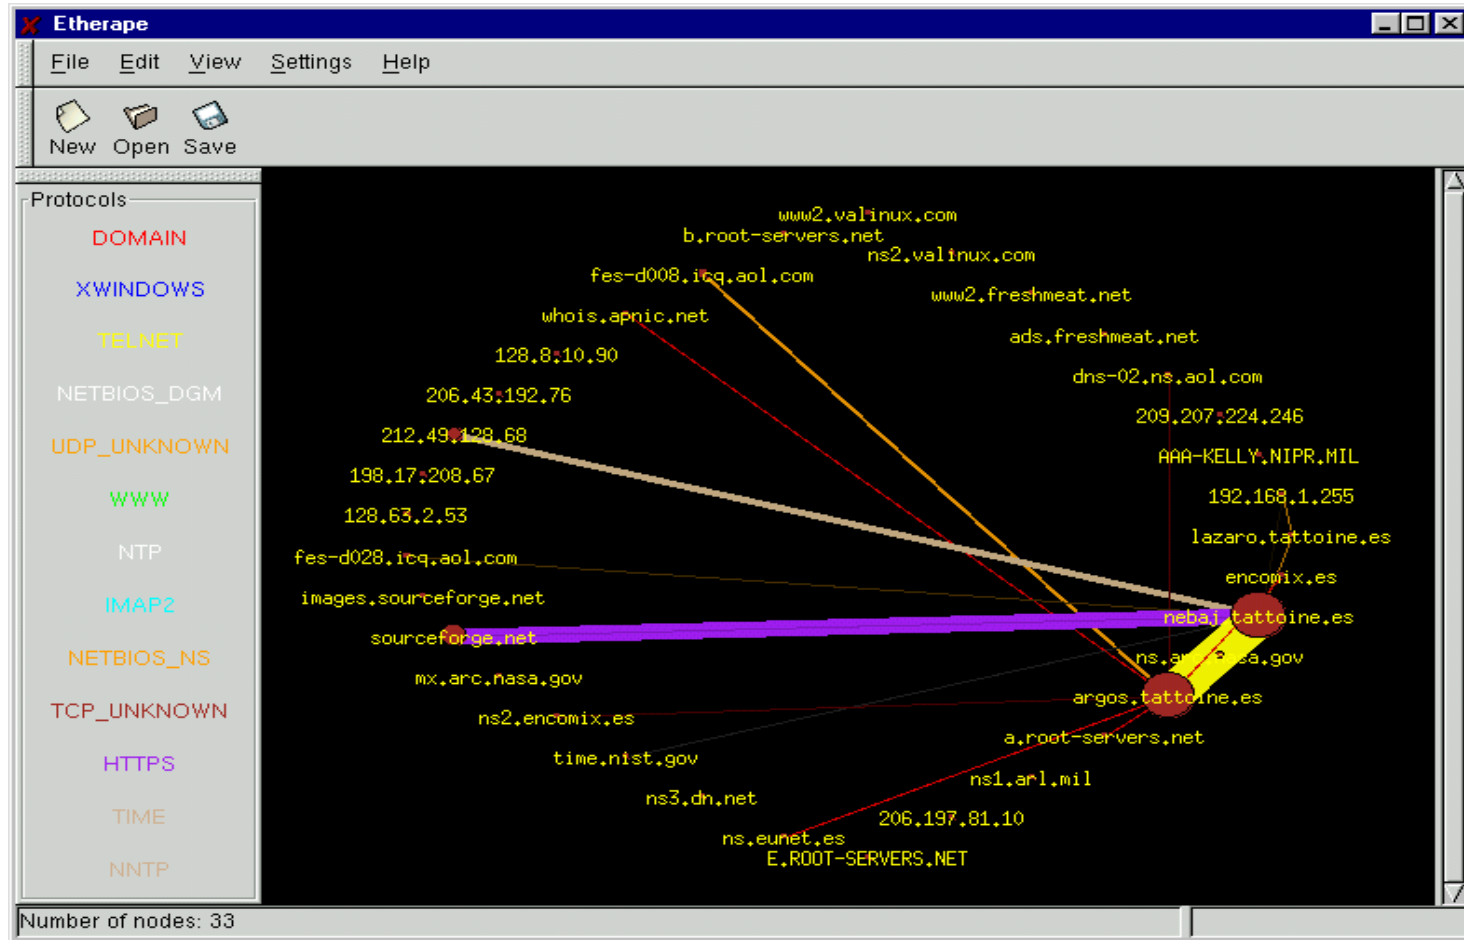 Etherape
File Edit View Settings Help
New Open Save
Protocols
DOMAIN
XWINDOWS
TELNET
NETBIOS_DGM
UDP_UNKNOWN
WWW
NTP
IMAP2
NETBIOS_NS
TCP_UNKNOWN
HTTPS
TIME
NNTP
www2.valinux.com
b.root-servers.net
ns2.valinux.com
fes-d008.icq.aol.com
www2.freshmeat.net
whois.apnic.net
ads.freshmeat.net
128.8.10.90
dns-02.ns.aol.com
206.43.192.76
209.207.224.246
212.49.128.68
AAA-KELLY.NIPR.MIL
198.17.208.67
192.168.1.255
128.63.2.53
lazaro.tattoine.es
fes-d028.icq.aol.com
encomix.es
images.sourceforge.net
nebaj.tattoine.es
sourceforge.net
ns.arc.nasa.gov
mx.arc.nasa.gov
argos.tattoine.es
ns2.encomix.es
a.root-servers.net
time.nist.gov
ns1.arl.mil
ns3.dn.net
206.197.81.10
ns.eunet.es
E.ROOT-SERVERS.NET
Number of nodes: 33